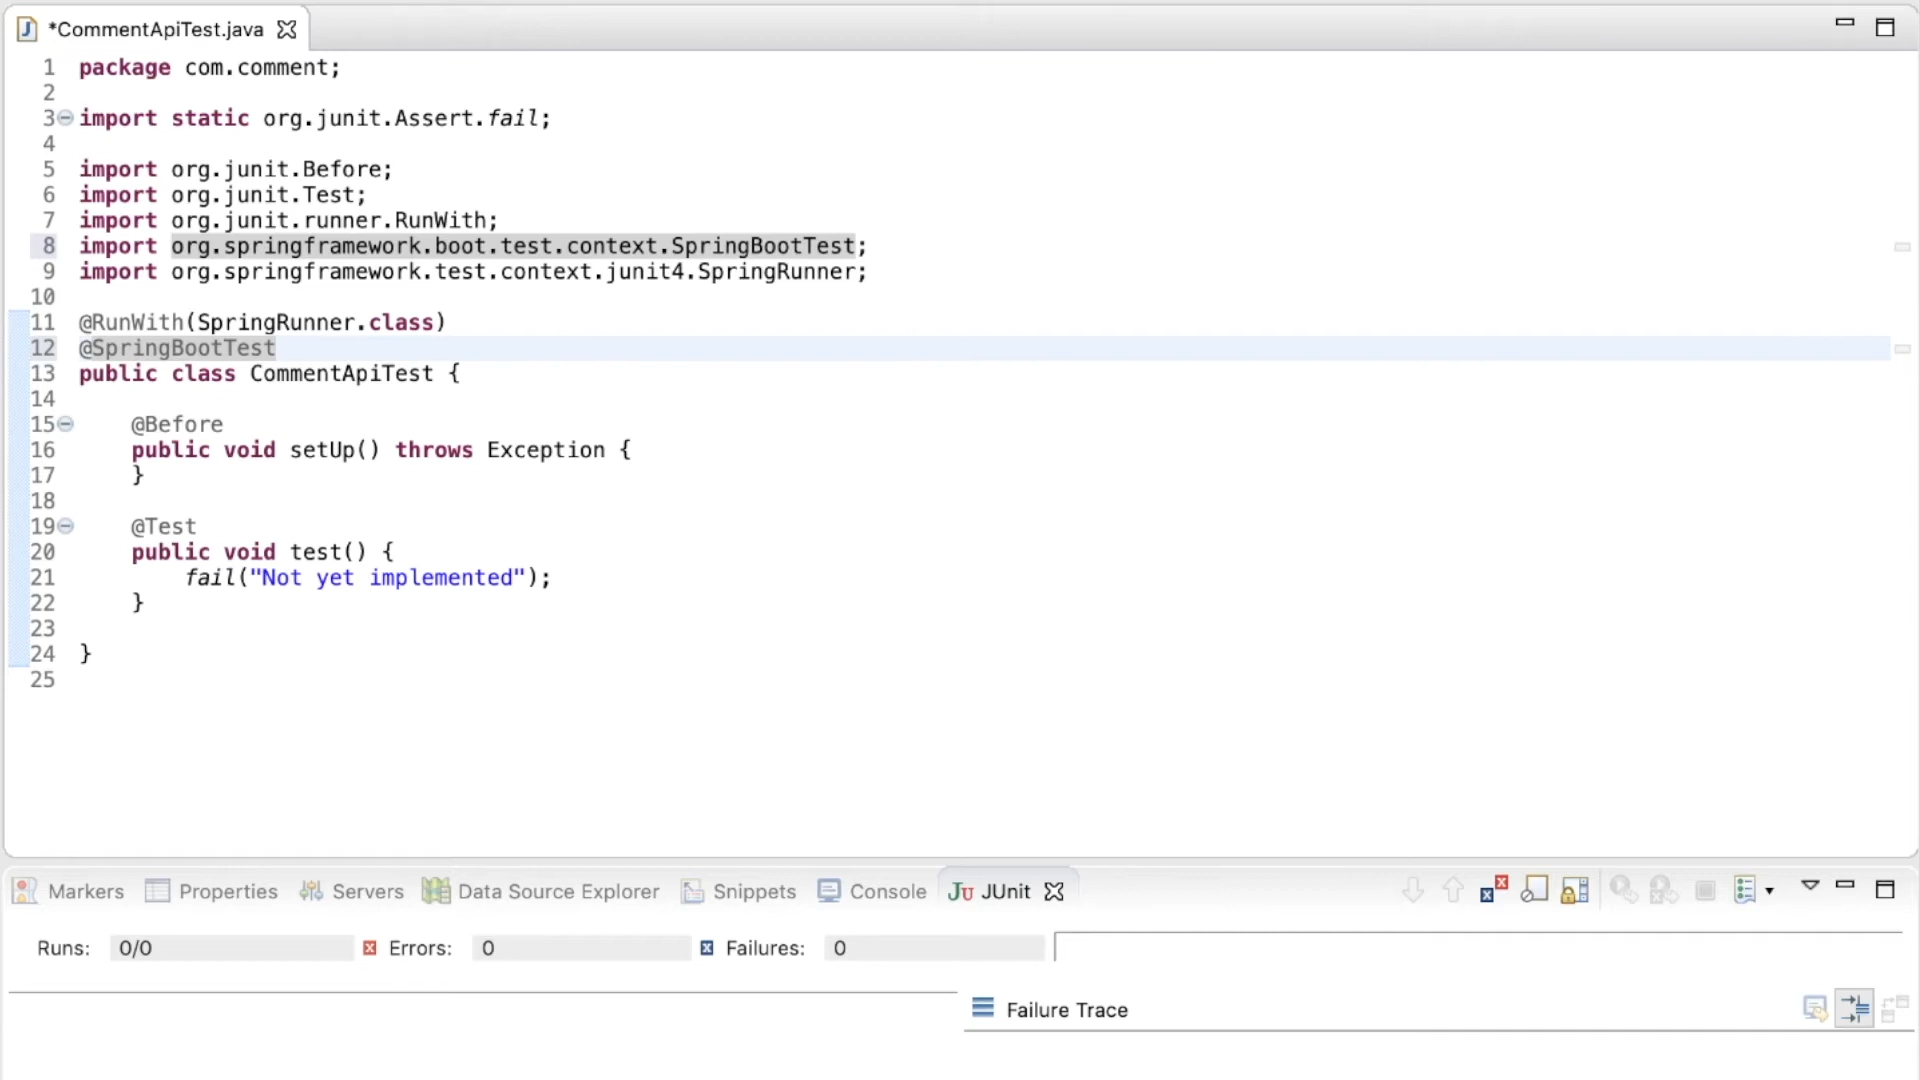 *CommentApiTest.java
1 package com.comment;
2
3 import static org.junit.Assert.fail;
4
5 import org.junit.Before;
6 import org.junit.Test;
7 import org.junit.runner.RunWith;
8 import org.springframework.boot.test.context.SpringBootTest;
9 import org.springframework.test.context.junit4.SpringRunner;
10
11 @RunWith(SpringRunner.class)
12 @SpringBootTest
13 public class CommentApiTest {
14
15 @Before
16 public void setUp() throws Exception {
17 }
18
19 @Test
20 public void test() {
21 fail("Not yet implemented");
22 }
23
24 }
25
Markers Properties Servers Data Source Explorer Snippets Console JUnit
Runs: 0/0 Errors: 0 Failures: 0
Failure Trace